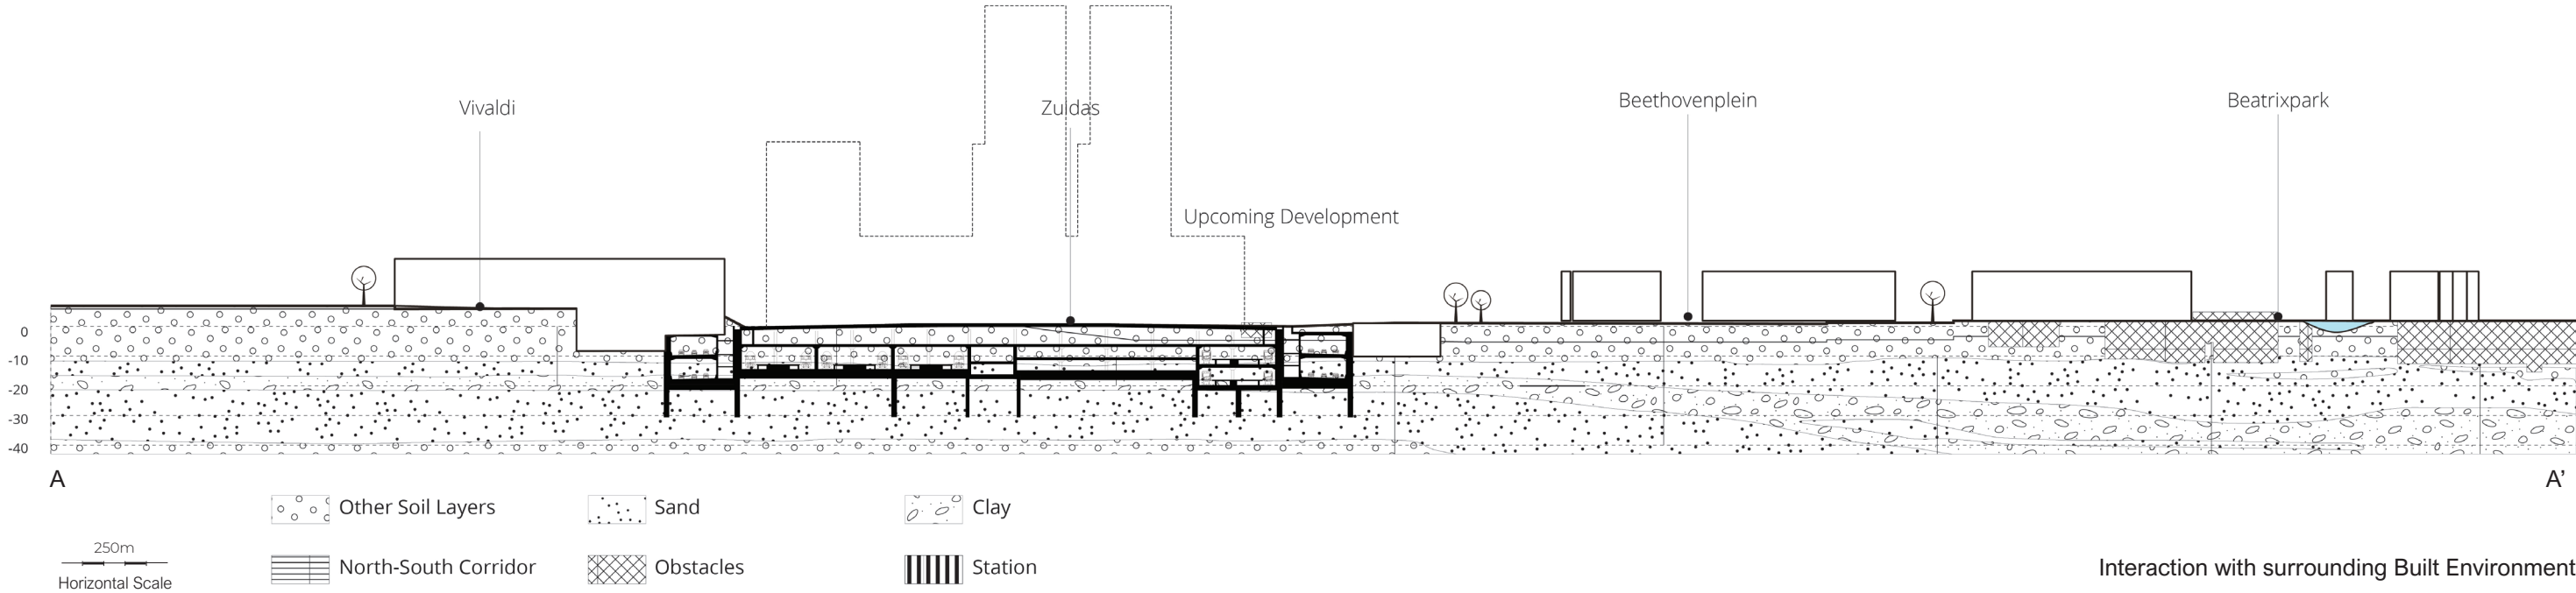 Vivaldi
Zuidas
Beethovenplein
Beatrixpark
Upcoming Development
0
-10
-20
-30
-40
A
A’
Other Soil Layers
Sand
Clay
250m
Horizontal Scale
North-South Corridor
Obstacles
Station
Interaction with surrounding Built Environment